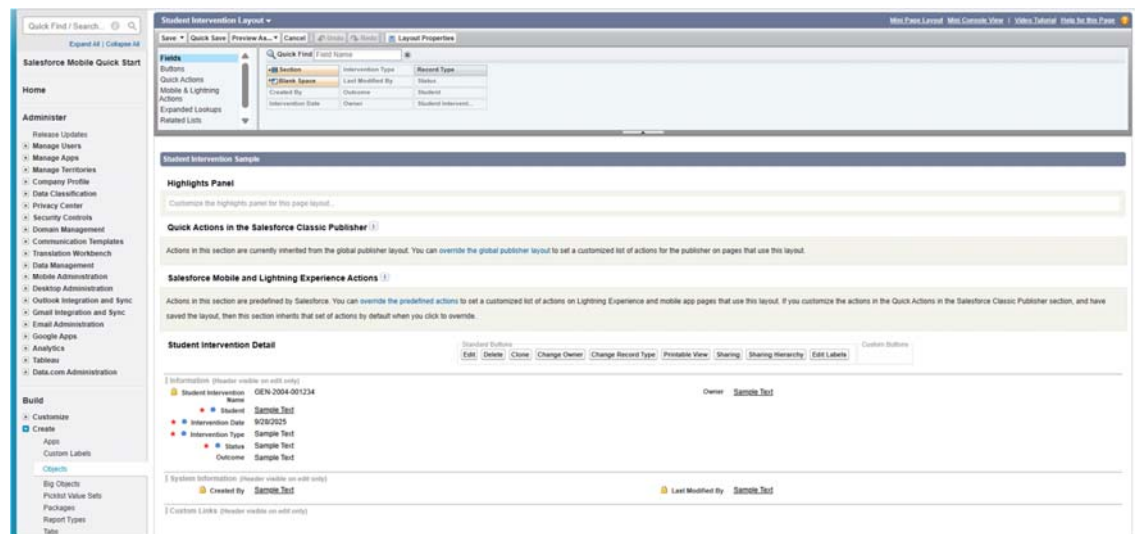 Quick Find / Search...
Expand All | Collapse All
Salesforce Mobile Quick Start
Home
Administer
Release Updates
Manage Users
Manage Apps
Manage Territories
Company Profile
Data Classification
Privacy Center
Security Controls
Domain Management
Communication Templates
Translation Workbench
Data Management
Mobile Administration
Desktop Administration
Outlook Integration and Sync
Gmail Integration and Sync
Email Administration
Google Apps
Analytics
Tableau
Data.com Administration
Build
Customize
Create
Apps
Custom Labels
Objects
Big Objects
Picklist Value Sets
Packages
Report Types
Tabs
Student Intervention Layout
Mini Page Layout Mini Console View | Video Tutorial Help for this Page
Save Quick Save Preview As... Cancel Undo Redo Layout Properties
Fields
Buttons
Quick Actions
Mobile & Lightning
Actions
Expanded Lookups
Related Lists
Quick Find Field Name
Section Intervention Type Record Type
Blank Space Last Modified By Status
Created By Outcome Student
Intervention Date Owner Student Intervent...
Student Intervention Sample
Highlights Panel
Customize the highlights panel for this page layout...
Quick Actions in the Salesforce Classic Publisher
Actions in this section are currently inherited from the global publisher layout. You can override the global publisher layout to set a customized list of actions for the publisher on pages that use this layout.
Salesforce Mobile and Lightning Experience Actions
Actions in this section are predefined by Salesforce. You can override the predefined actions to set a customized list of actions on Lightning Experience and mobile app pages that use this layout. If you customize the actions in the Quick Actions in the Salesforce Classic Publisher section, and have
saved the layout, then this section inherits that set of actions by default when you click to override.
Student Intervention Detail
Standard Buttons
Edit Delete Clone Change Owner Change Record Type Printable View Sharing Sharing Hierarchy Edit Labels
Custom Buttons
Information (Header visible on edit only)
Student Intervention Name GEN-2004-001234
Owner Sample Text
Student Sample Text
Intervention Date 9/28/2025
Intervention Type Sample Text
Status Sample Text
Outcome Sample Text
System Information (Header visible on edit only)
Created By Sample Text
Last Modified By Sample Text
Custom Links (Header visible on edit only)